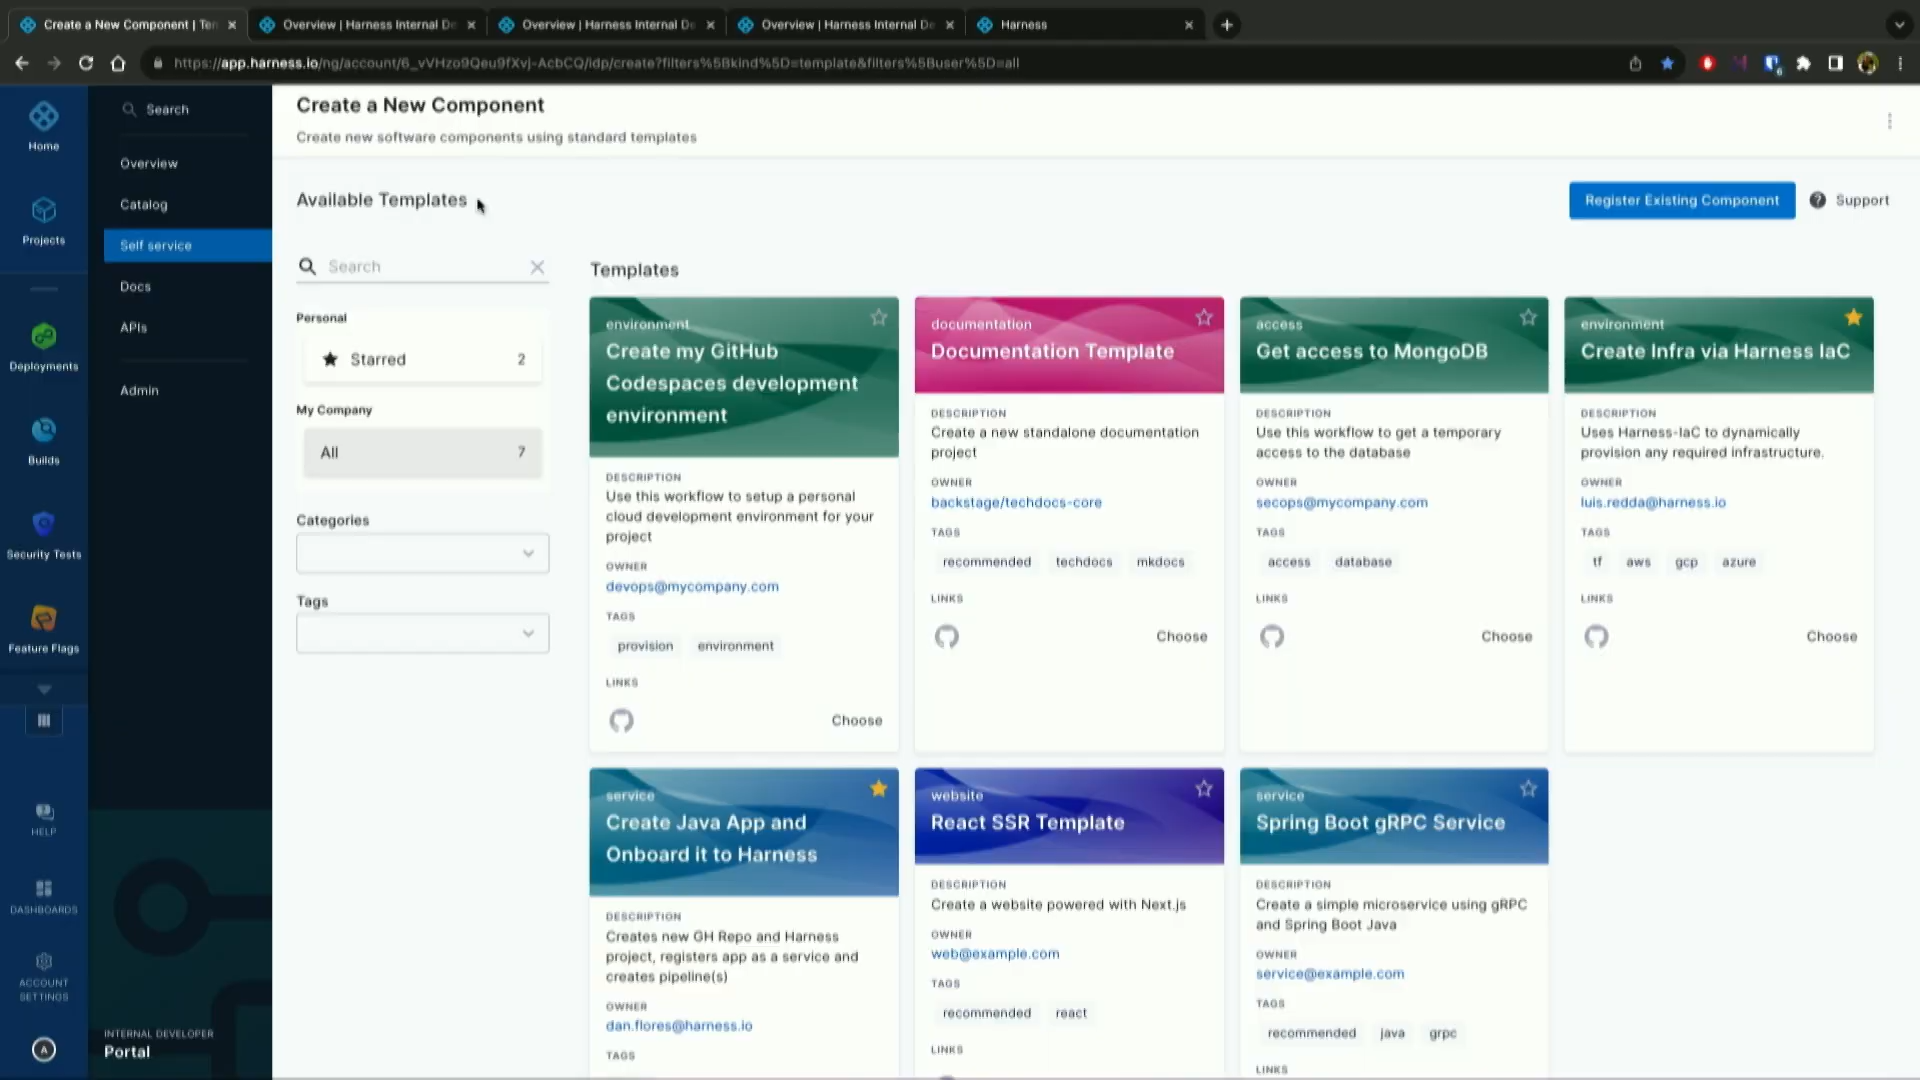 Create a New Component | Ten
Overview | Harness Internal De
Overview | Harness Internal De
Overview | Harness Internal De
Harness
https://app.harness.io/ng/account/6_vVHzo9Qeu9fXvj-AcbCQ/idp/create?filters%5Bkind%5D=template&filters%5Buser%5D=all
Home
Projects
Deployments
Builds
Security Tests
Feature Flags
HELP
DASHBOARDS
ACCOUNT
SETTINGS
A
Search
Overview
Catalog
Self service
Docs
APIs
Admin
INTERNAL DEVELOPER
Portal
Create a New Component
Create new software components using standard templates
Available Templates
Register Existing Component
Support
Search
Personal
Starred 2
My Company
All 7
Categories
Tags
Templates
environment
Create my GitHub
Codespaces development
environment
DESCRIPTION
Use this workflow to setup a personal
cloud development environment for your
project
OWNER
devops@mycompany.com
TAGS
provision environment
LINKS
Choose
documentation
Documentation Template
DESCRIPTION
Create a new standalone documentation
project
OWNER
backstage/techdocs-core
TAGS
recommended techdocs mkdocs
LINKS
Choose
access
Get access to MongoDB
DESCRIPTION
Use this workflow to get a temporary
access to the database
OWNER
secops@mycompany.com
TAGS
access database
LINKS
Choose
environment
Create Infra via Harness IaC
DESCRIPTION
Uses Harness-IaC to dynamically
provision any required infrastructure.
OWNER
luis.redda@harness.io
TAGS
tf aws gcp azure
LINKS
Choose
service
Create Java App and
Onboard it to Harness
DESCRIPTION
Creates new GH Repo and Harness
project, registers app as a service and
creates pipeline(s)
OWNER
dan.flores@harness.io
TAGS
website
React SSR Template
DESCRIPTION
Create a website powered with Next.js
OWNER
web@example.com
TAGS
recommended react
LINKS
service
Spring Boot gRPC Service
DESCRIPTION
Create a simple microservice using gRPC
and Spring Boot Java
OWNER
service@example.com
TAGS
recommended java grpc
LINKS